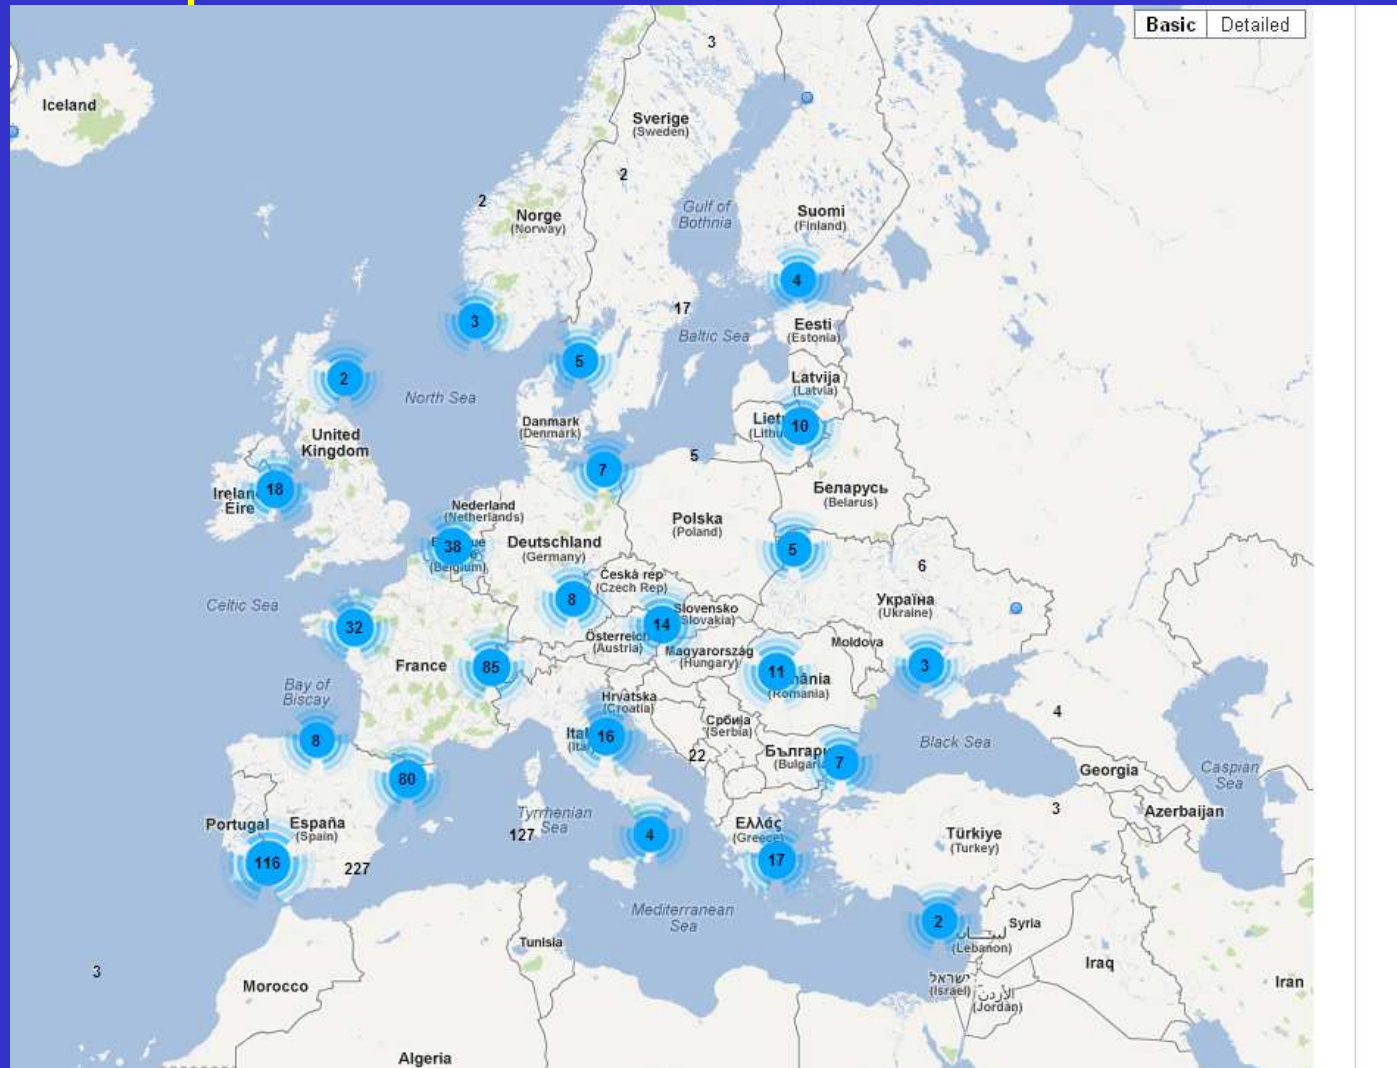 Basic Detailed
3
Iceland
Sverige
(Sweden)
2
2
Gulf of
Bothnia
Norge
(Norway)
Suomi
(Finland)
4
17
3
Eesti
(Estonia)
Baltic Sea
5
2
Latvija
(Latvia)
North Sea
Danmark
(Denmark)
10
United
Kingdom
5
7
18
Éire
Беларусь
(Belarus)
Nederland
(Netherlands)
Polska
(Poland)
38
(Belgium)
Deutschland
(Germany)
5
6
Česká rep
(Czech Rep)
8
Україна
(Ukraine)
Celtic Sea
Slovensko
32
14
Österreich
(Austria)
Magyarország
(Hungary)
Moldova
France
85
11
(Romania)
3
Bay of
Biscay
Hrvatska
(Croatia)
Србија
(Serbia)
4
8
16
22
7
Black Sea
Georgia
Caspian
Sea
80
Azerbaijan
3
Portugal
España
(Spain)
Tyrrhenian
Sea
127
4
Ελλάς
Türkiye
(Turkey)
116
227
17
Mediterranean
Sea
2
Syria
(Lebanon)
Tunisia
3
Morocco
Iraq
ישראל
(Israel)
الأردن
(Jordan)
Iran
Algeria